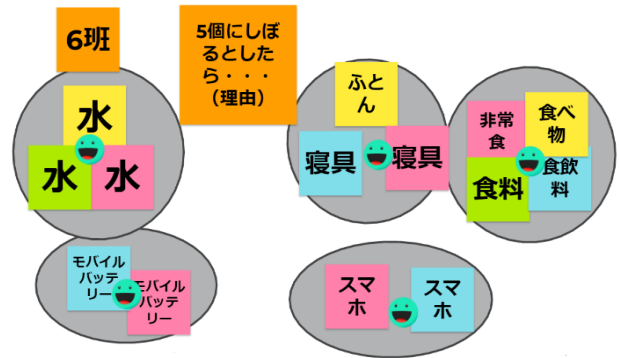 6班
5個にしぼ
るとした
ら・・・
（理由）
水
水
水
ふと
ん
寝具
寝具
非常
食
食べ
物
食料
食飲
料
モバイル
バッテ
リー
モバイル
バッテ
リー
スマ
ホ
スマ
ホ